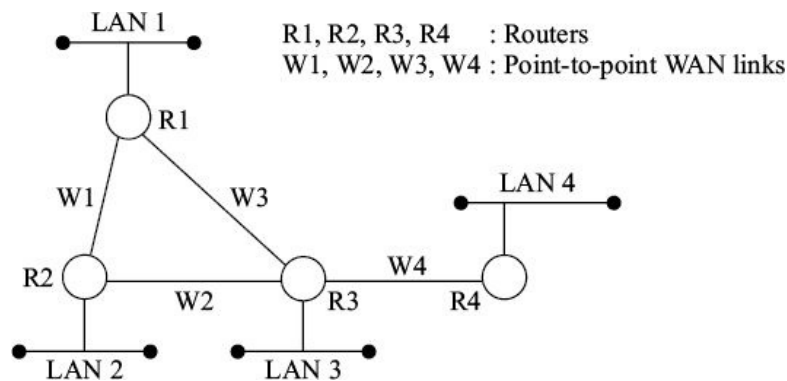 LAN 1
R1, R2, R3, R4 : Routers
W1, W2, W3, W4 : Point-to-point WAN links
R1
W1
W3
LAN 4
R2
W2
R3
W4
R4
LAN 2
LAN 3